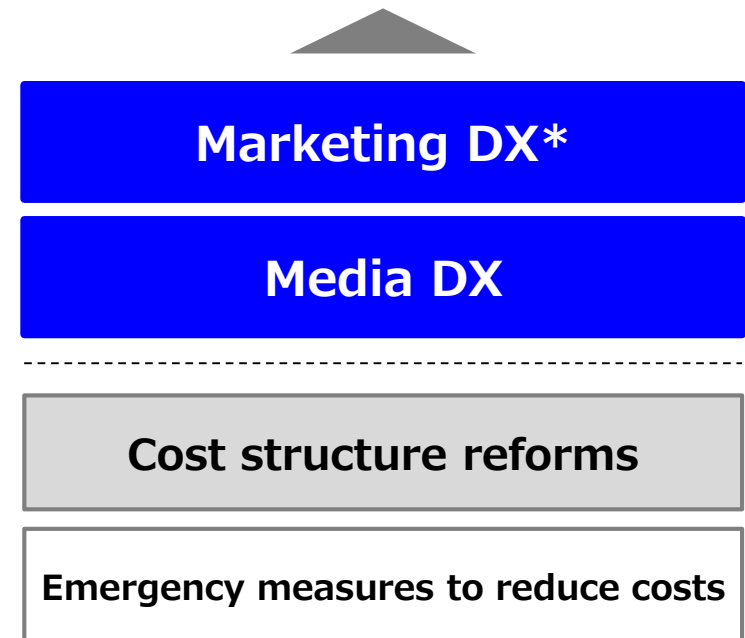 Marketing DX*
Media DX
Cost structure reforms
Emergency measures to reduce costs